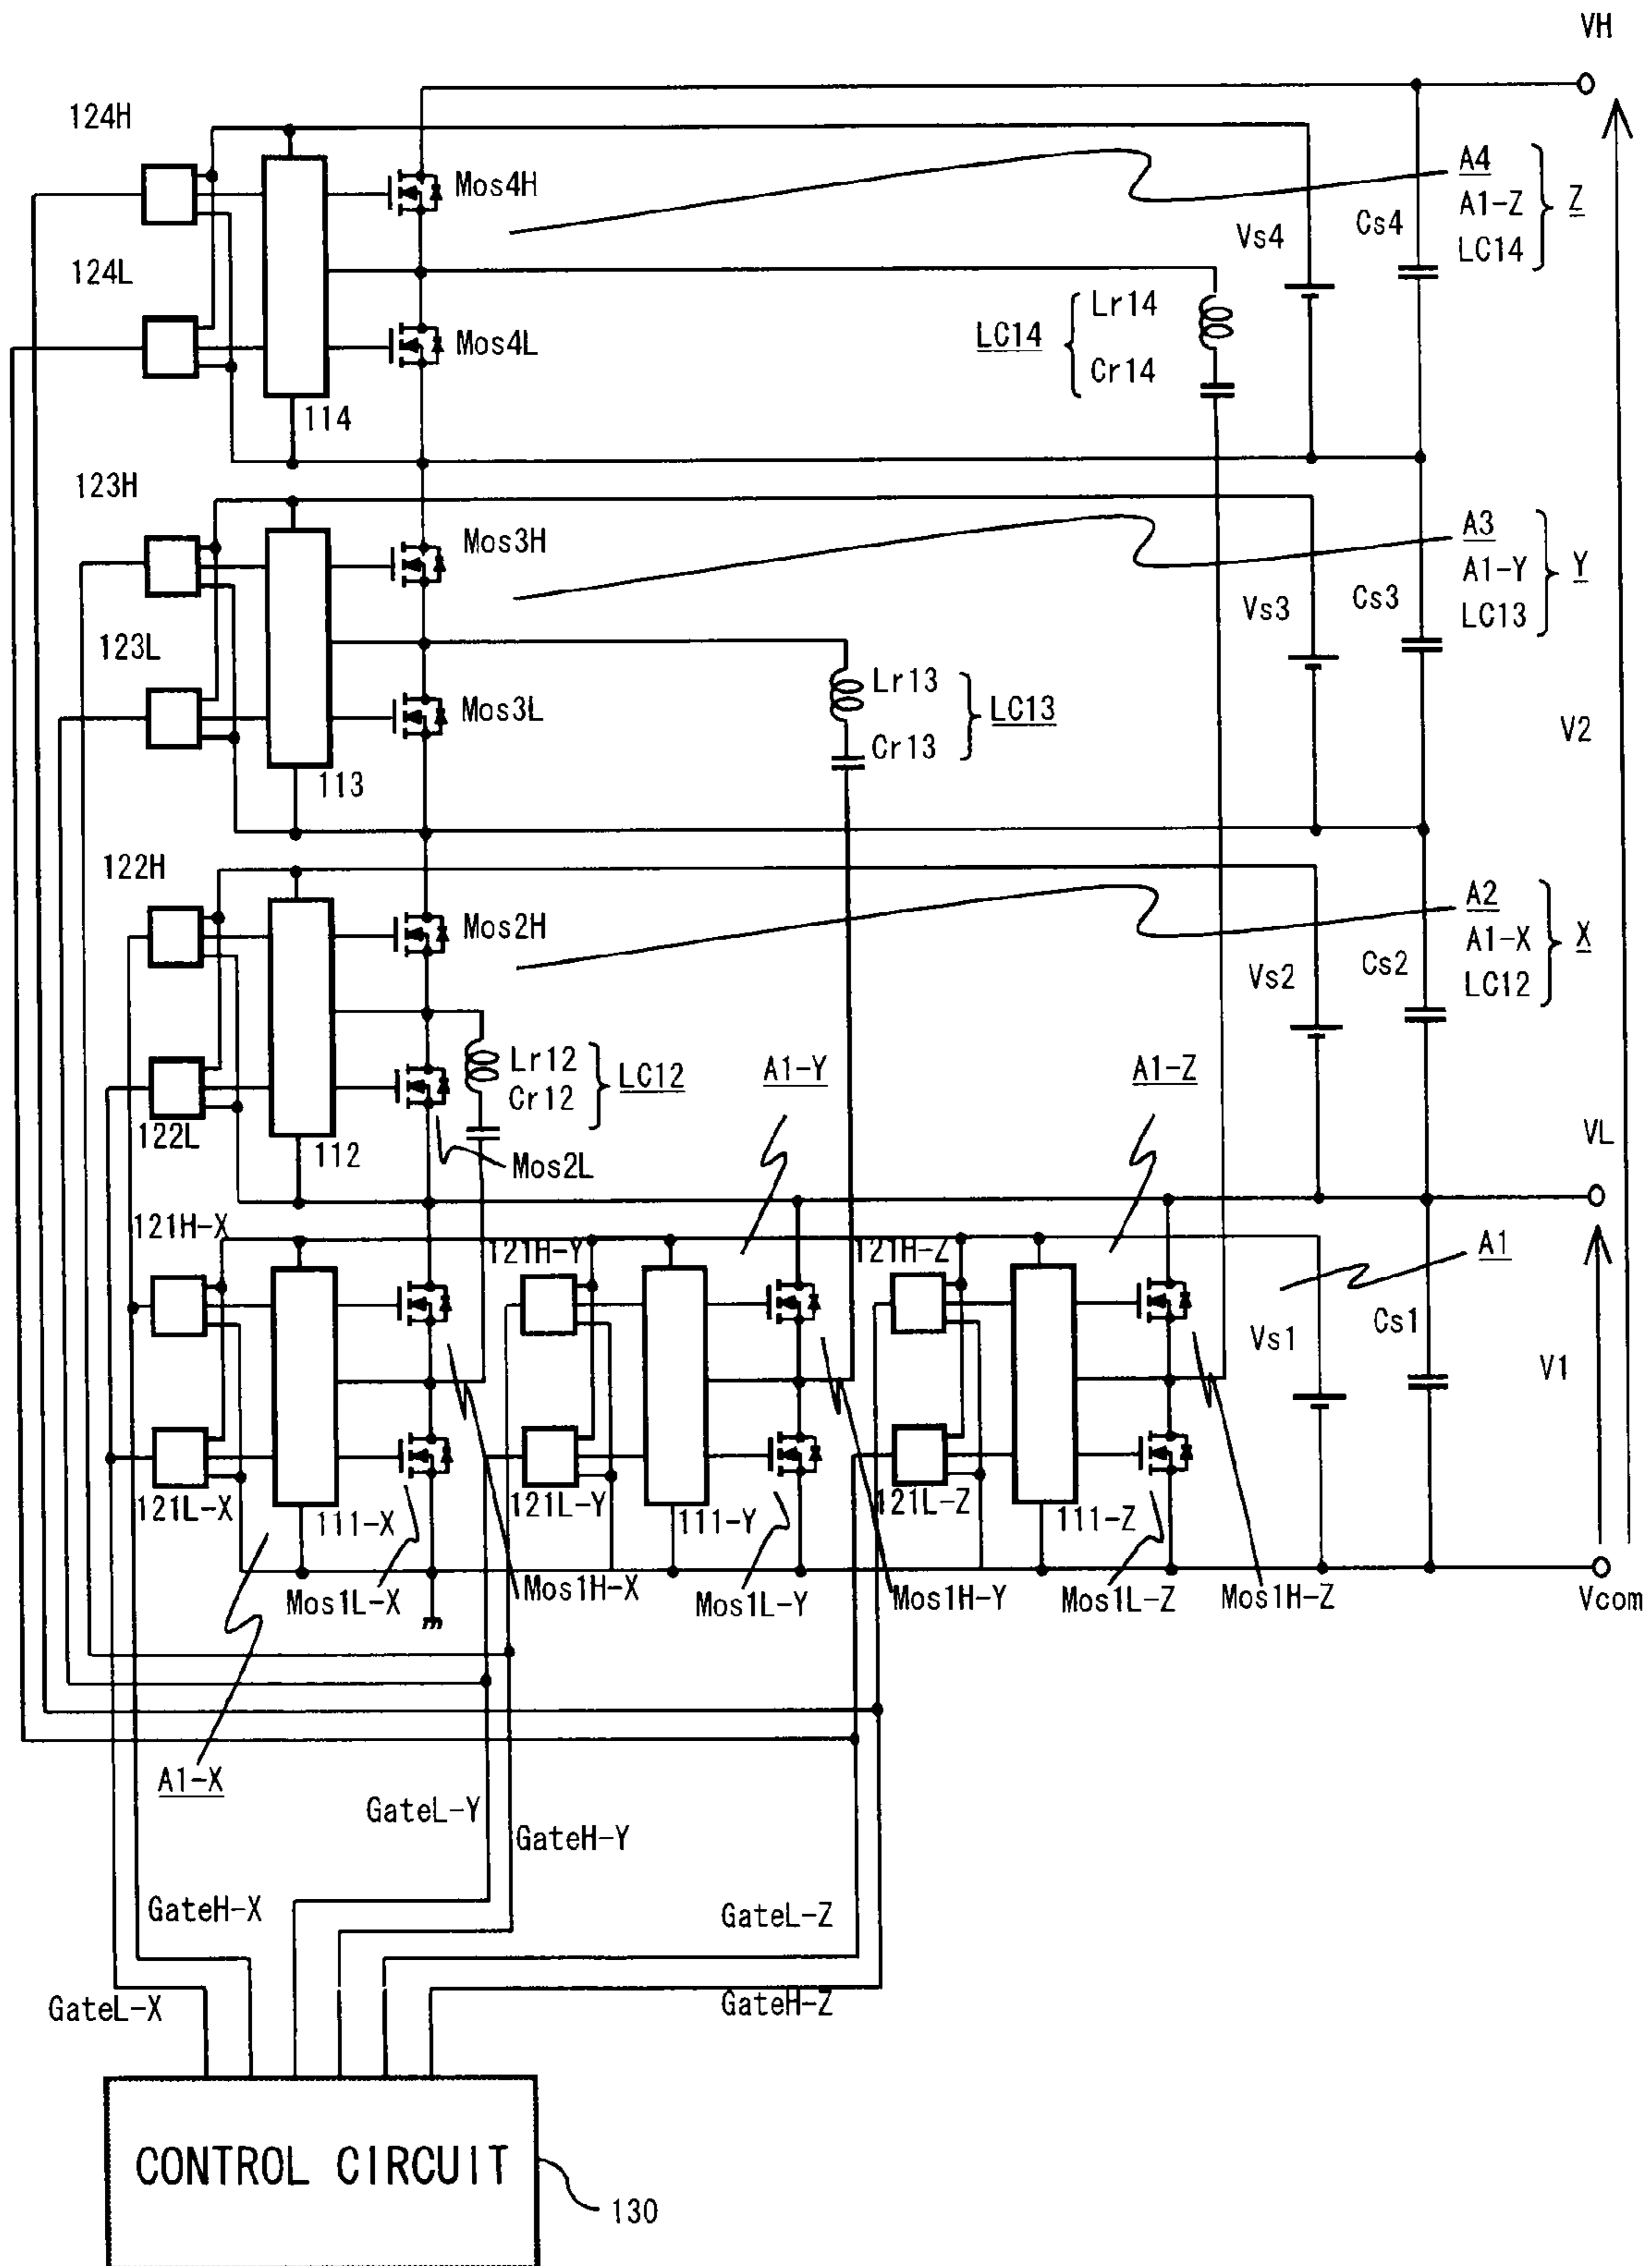 VH
124H
Mos4H
A4
A1-Z
Z
LC14
Vs4
Cs4
124L
Mos4L
LC14
Lr14
Cr14
114
123H
Mos3H
A3
A1-Y
Y
LC13
Vs3
Cs3
123L
Mos3L
Lr13
LC13
Cr13
V2
113
122H
Mos2H
A2
A1-X
X
LC12
Vs2
Cs2
Lr12
LC12
Cr12
A1-Y
A1-Z
122L
112
Mos2L
VL
121H-X
121H-Y
121H-Z
A1
Vs1
Cs1
V1
121L-X
111-X
121L-Y
111-Y
121L-Z
111-Z
Mos1L-X
Mos1H-X
Mos1L-Y
Mos1H-Y
Mos1L-Z
Mos1H-Z
Vcom
A1-X
GateL-Y
GateH-Y
GateH-X
GateL-Z
GateL-X
GateH-Z
CONTROL CIRCUIT
130